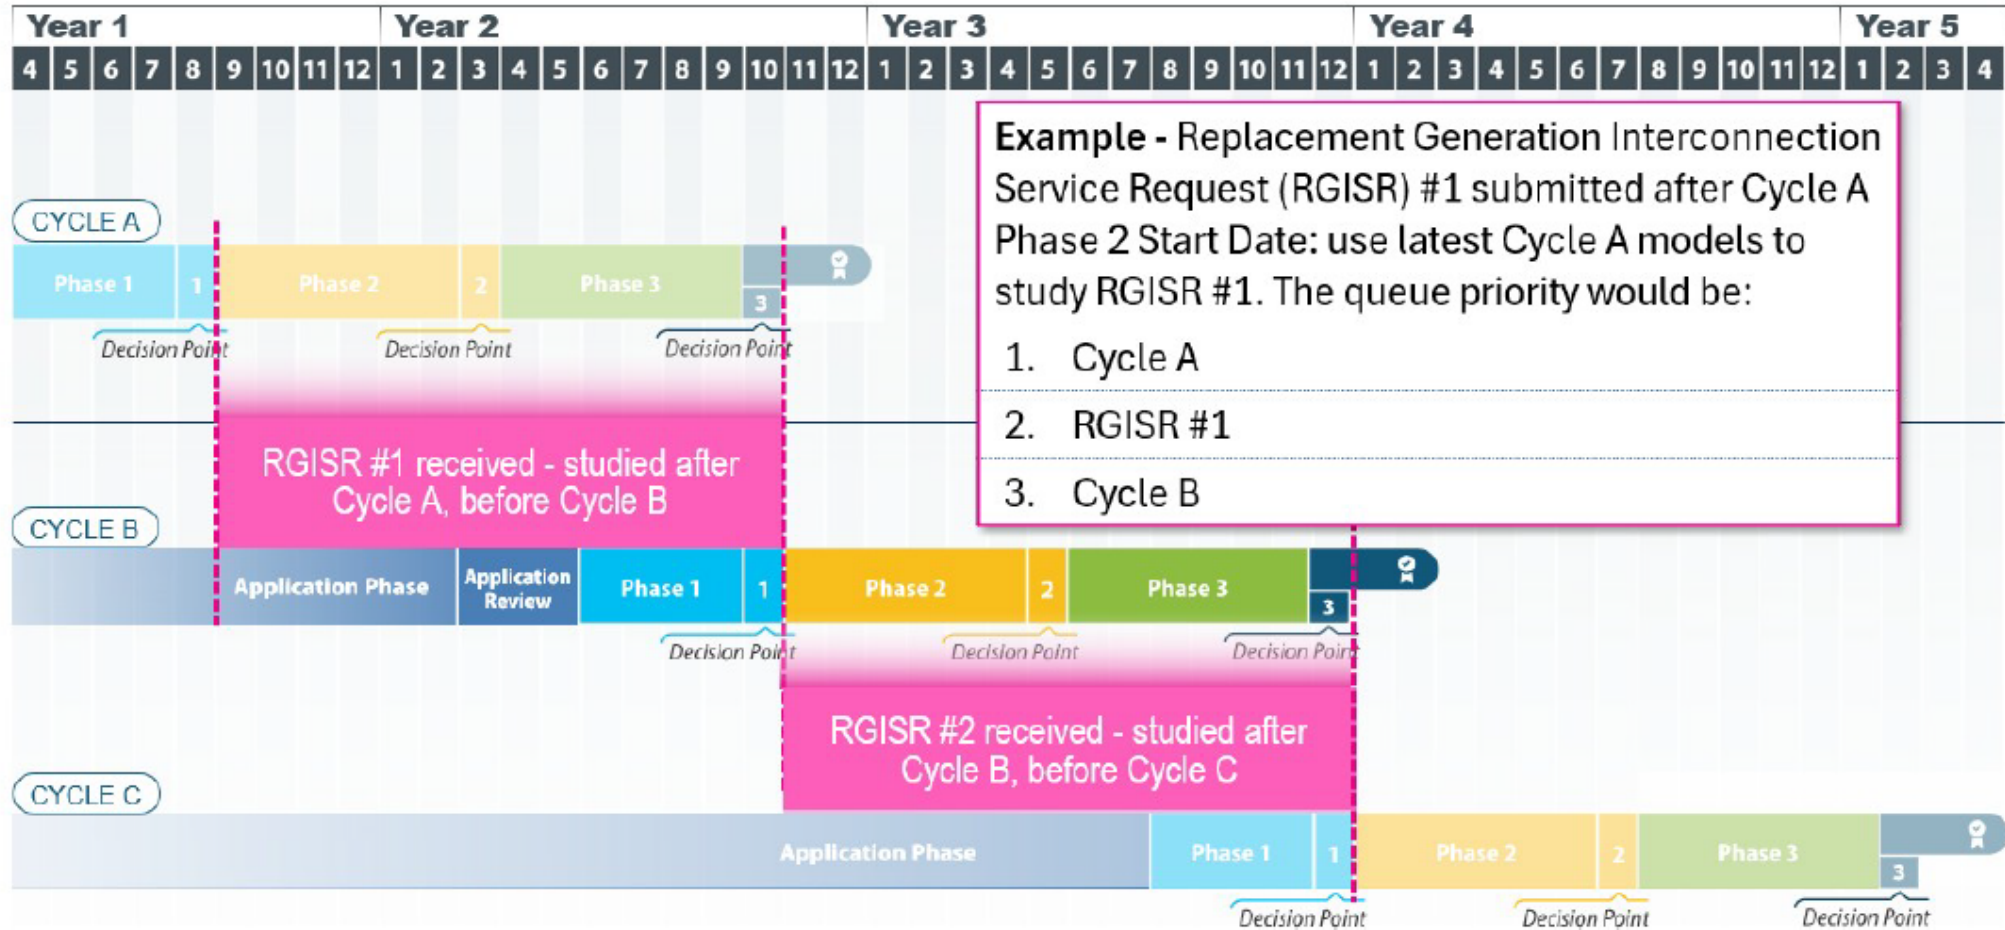 Year 1 Year 2 Year 3 Year 4 Year 5
4 5 6 7 8 9 10 11 12 1 2 3 4 5 6 7 8 9 10 11 12 1 2 3 4 5 6 7 8 9 10 11 12 1 2 3 4 5 6 7 8 9 10 11 12 1 2 3 4
Example - Replacement Generation Interconnection
Service Request (RGISR) #1 submitted after Cycle A
Phase 2 Start Date: use latest Cycle A models to
study RGISR #1. The queue priority would be:
1. Cycle A
2. RGISR #1
3. Cycle B
CYCLE A
Phase 1 1 Phase 2 2 Phase 3 3
Decision Point Decision Point Decision Point
RGISR #1 received - studied after
Cycle A, before Cycle B
CYCLE B
Application Phase Application Review Phase 1 1 Phase 2 2 Phase 3 3
Decision Point Decision Point Decision Point
RGISR #2 received - studied after
Cycle B, before Cycle C
CYCLE C
Application Phase Phase 1 1 Phase 2 2 Phase 3 3
Decision Point Decision Point Decision Point